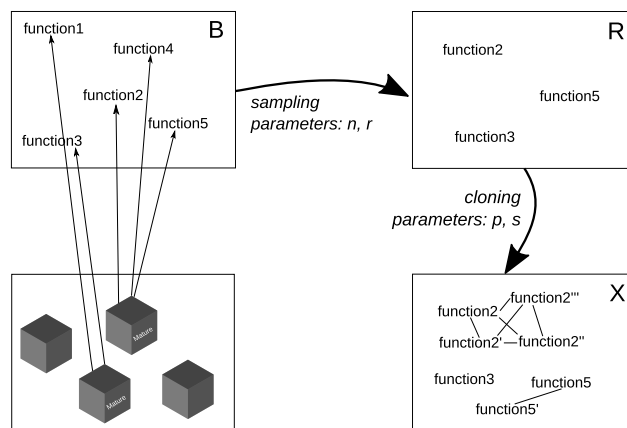 function1
B
function4
function2
function5
function3
sampling
parameters: n, r
R
function2
function5
function3
cloning
parameters: p, s
Mature
Mature
X
function2'''
function2
function2'
function2''
function3
function5
function5'